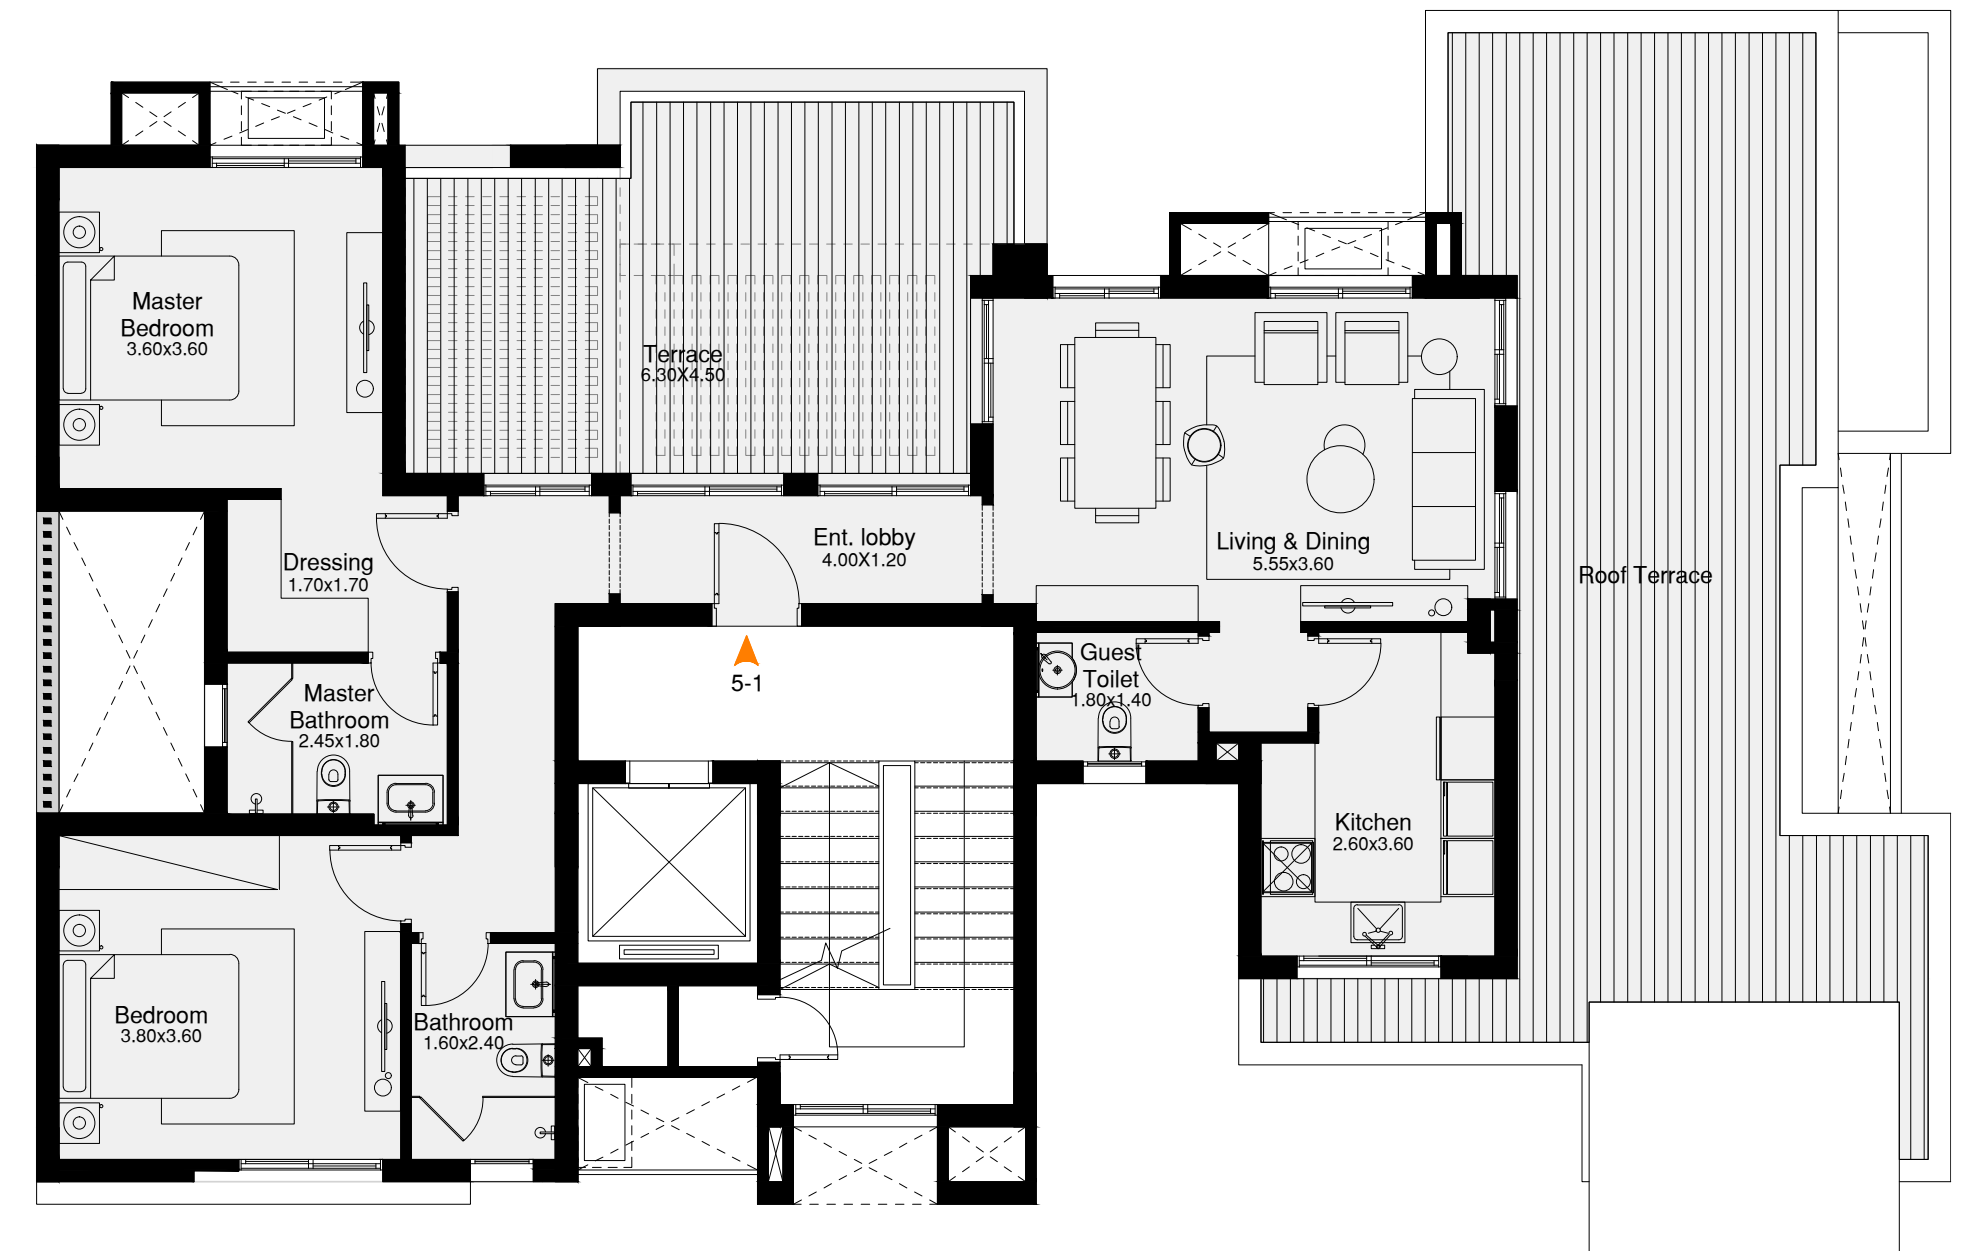 Master
Bedroom
3.60x3.60
Terrace
6.30X4.50
Ent. lobby
4.00X1.20
Living & Dining
5.55x3.60
Roof Terrace
Dressing
1.70x1.70
Master
Bathroom
2.45x1.80
5-1
Guest
Toilet
1.80x1.40
Kitchen
2.60x3.60
Bedroom
3.80x3.60
Bathroom
1.60x2.40